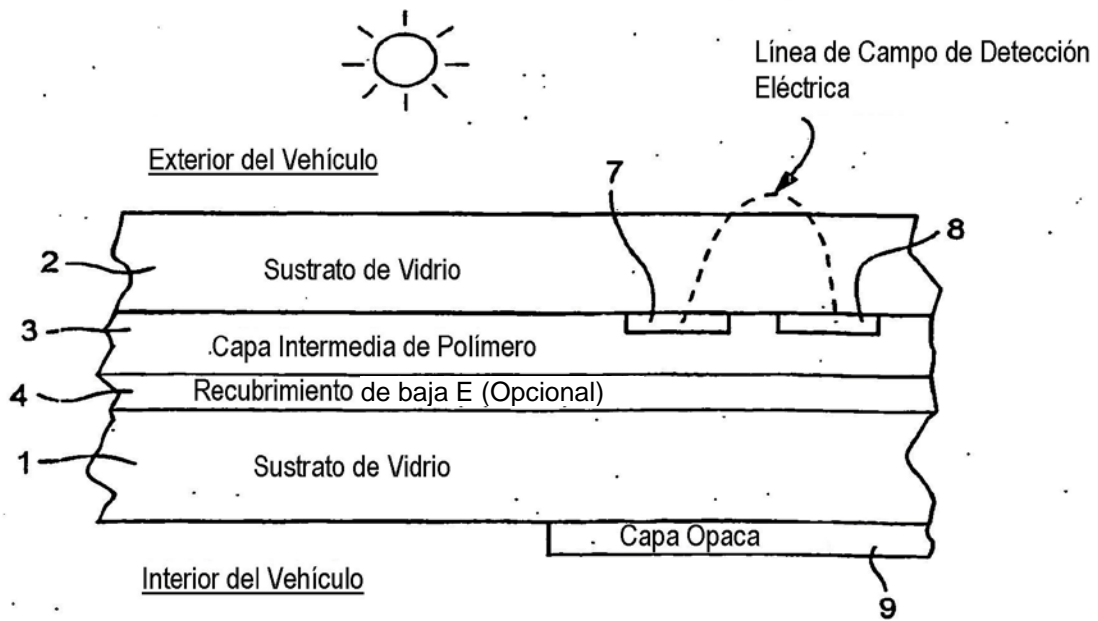 Línea de Campo de Detección
Eléctrica
Exterior del Vehículo
7
8
2
Sustrato de Vidrio
3
Capa Intermedia de Polímero
4
Recubrimiento de baja E (Opcional)
1
Sustrato de Vidrio
Capa Opaca
Interior del Vehículo
9